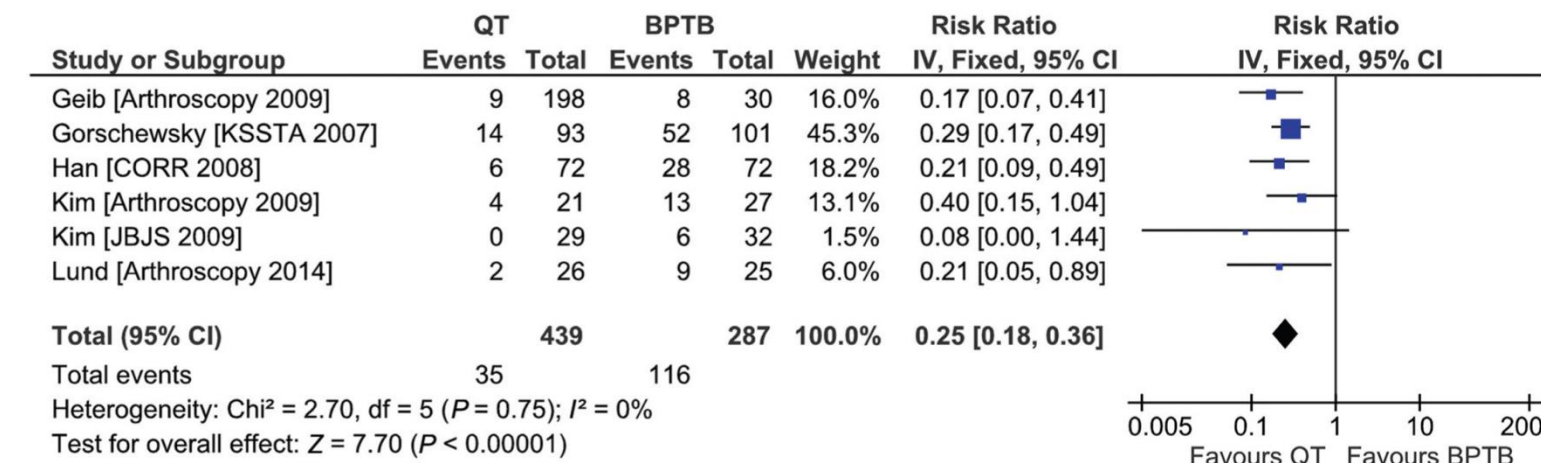 QT BPTB Risk Ratio Risk Ratio
Study or Subgroup Events Total Events Total Weight IV, Fixed, 95% CI IV, Fixed, 95% CI
Geib [Arthroscopy 2009] 9 198 8 30 16.0% 0.17 [0.07, 0.41]
Gorschewsky [KSSTA 2007] 14 93 52 101 45.3% 0.29 [0.17, 0.49]
Han [CORR 2008] 6 72 28 72 18.2% 0.21 [0.09, 0.49]
Kim [Arthroscopy 2009] 4 21 13 27 13.1% 0.40 [0.15, 1.04]
Kim [JBJS 2009] 0 29 6 32 1.5% 0.08 [0.00, 1.44]
Lund [Arthroscopy 2014] 2 26 9 25 6.0% 0.21 [0.05, 0.89]
Total (95% CI) 439 287 100.0% 0.25 [0.18, 0.36]
Total events 35 116
Heterogeneity: Chi² = 2.70, df = 5 (P = 0.75); I² = 0%
Test for overall effect: Z = 7.70 (P < 0.00001)
0.005 0.1 1 10 200
Favours QT Favours BPTB